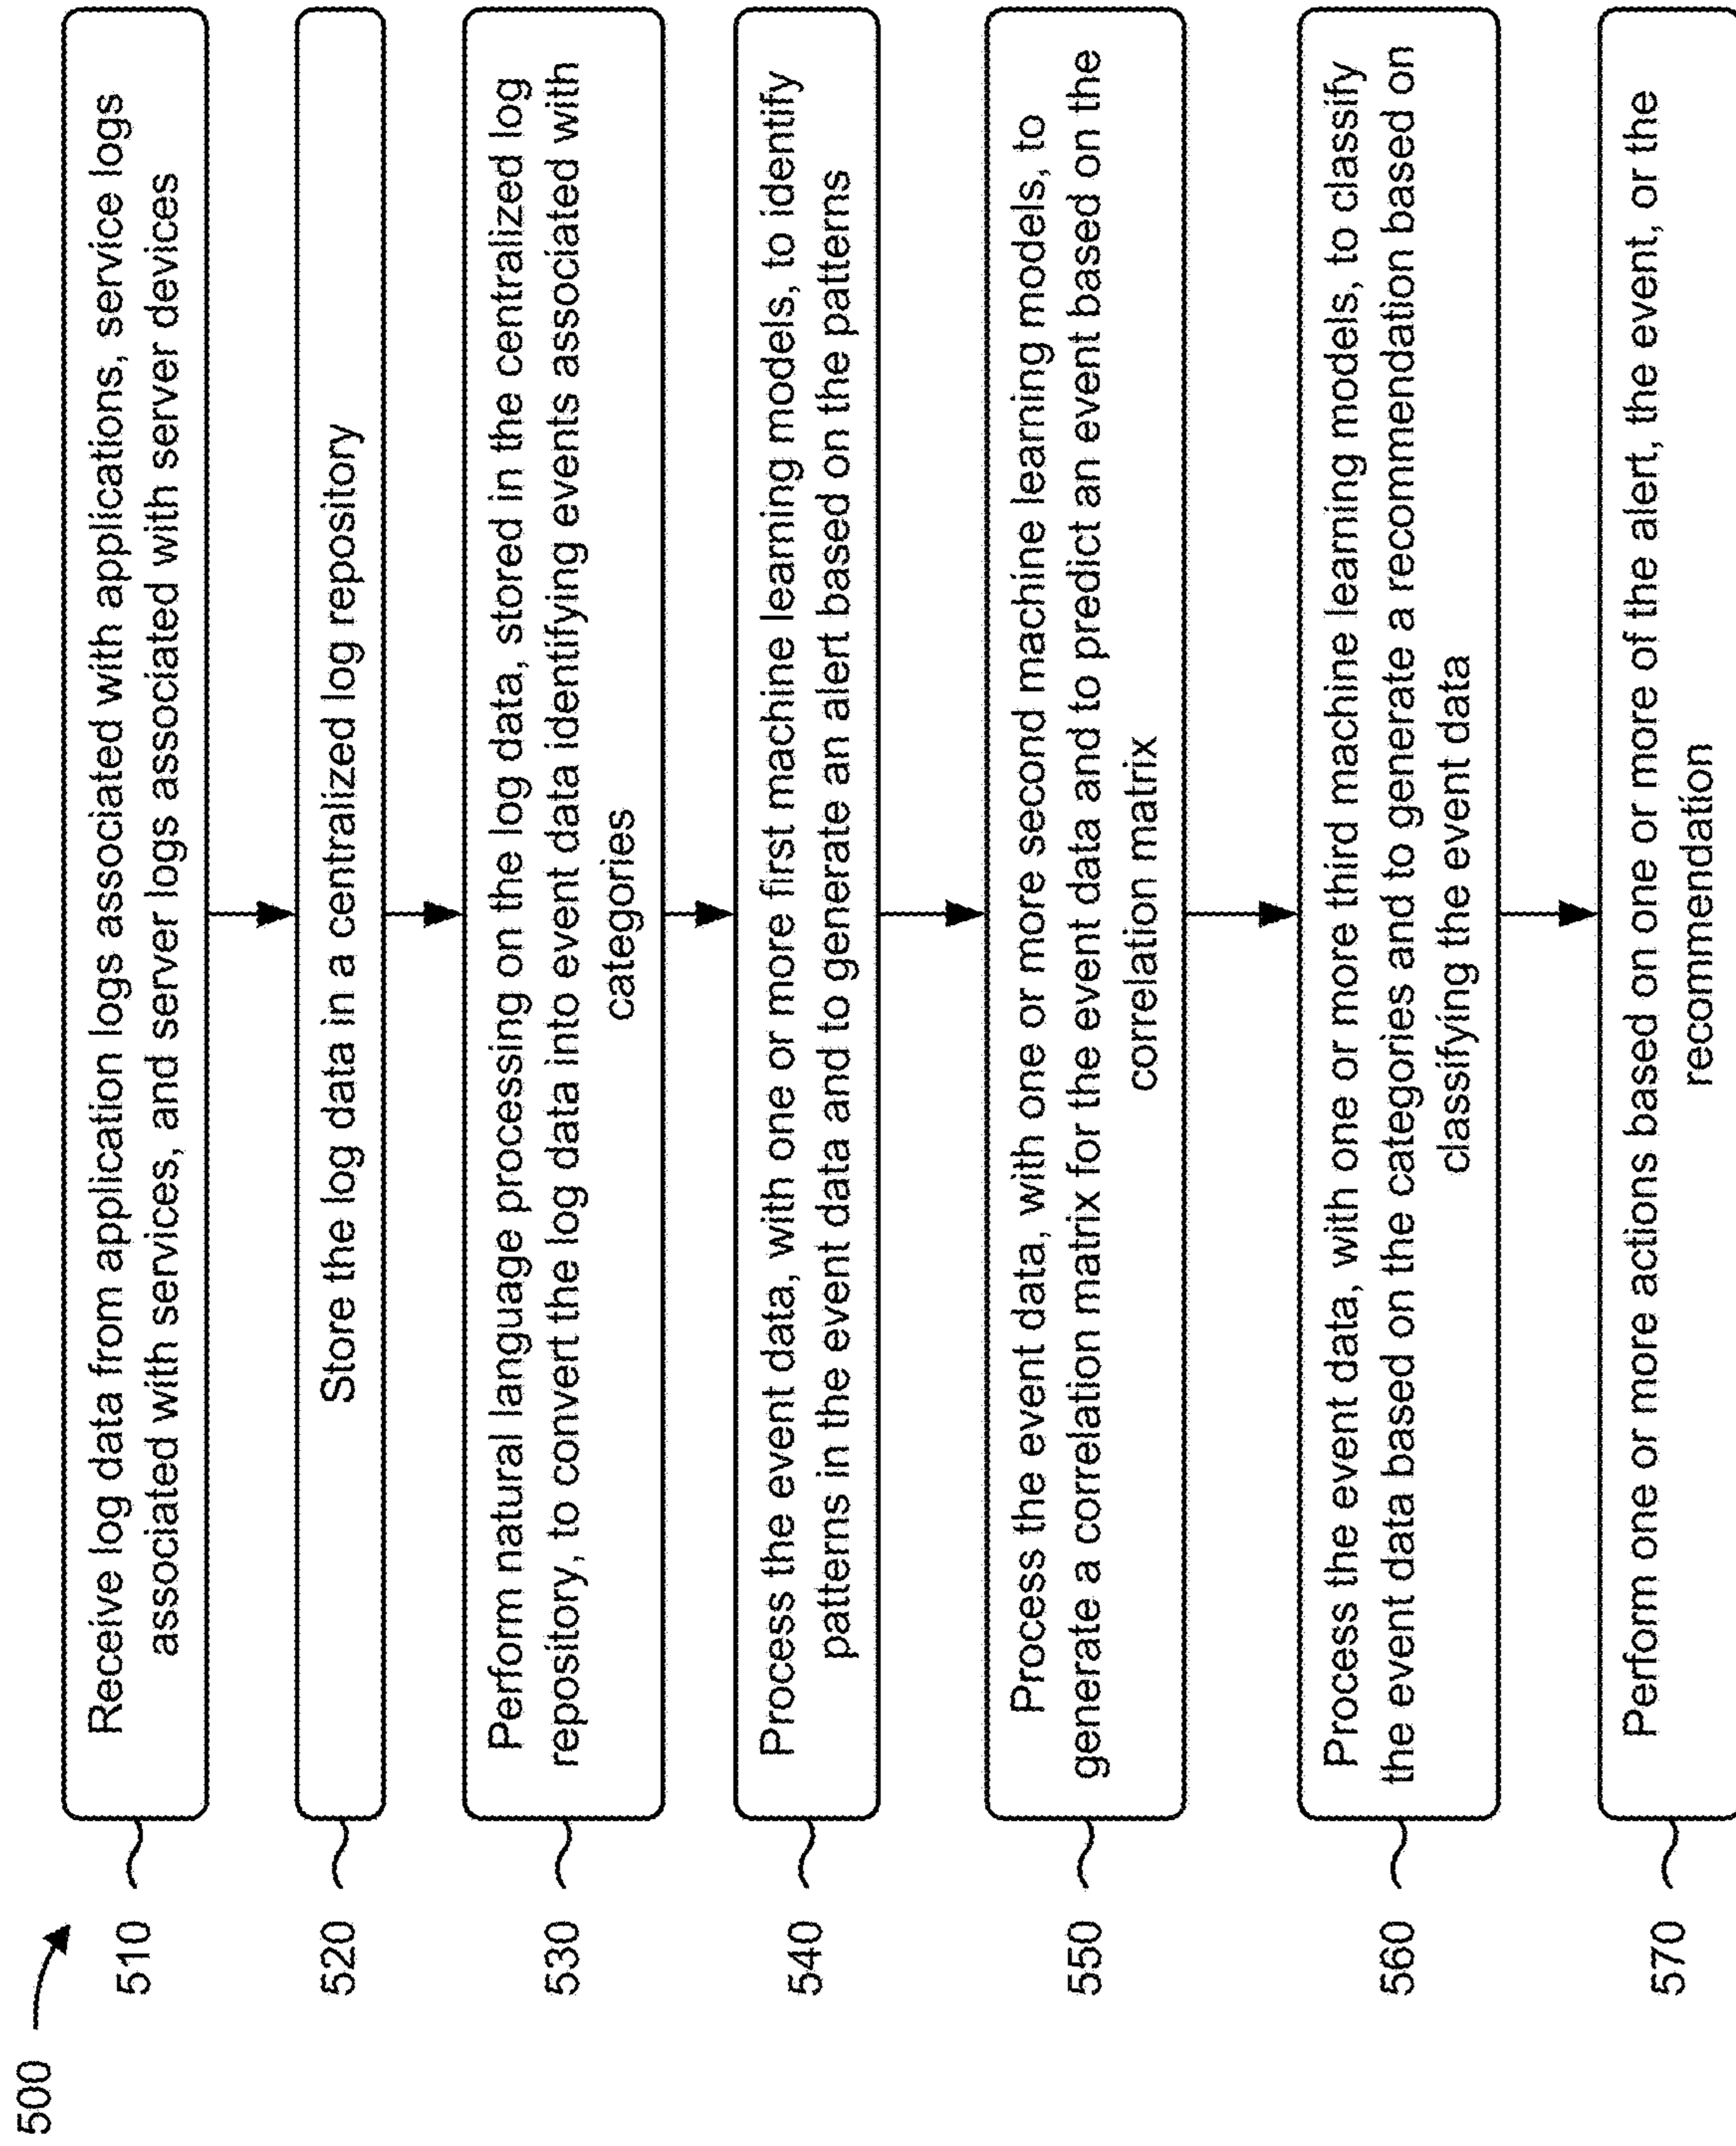 500
510
Receive log data from application logs associated with applications, service logs
associated with services, and server logs associated with server devices
520
Store the log data in a centralized log repository
530
Perform natural language processing on the log data, stored in the centralized log
repository, to convert the log data into event data identifying events associated with
categories
540
Process the event data, with one or more first machine learning models, to identify
patterns in the event data and to generate an alert based on the patterns
550
Process the event data, with one or more second machine learning models, to
generate a correlation matrix for the event data and to predict an event based on the
correlation matrix
560
Process the event data, with one or more third machine learning models, to classify
the event data based on the categories and to generate a recommendation based on
classifying the event data
570
Perform one or more actions based on one or more of the alert, the event, or the
recommendation